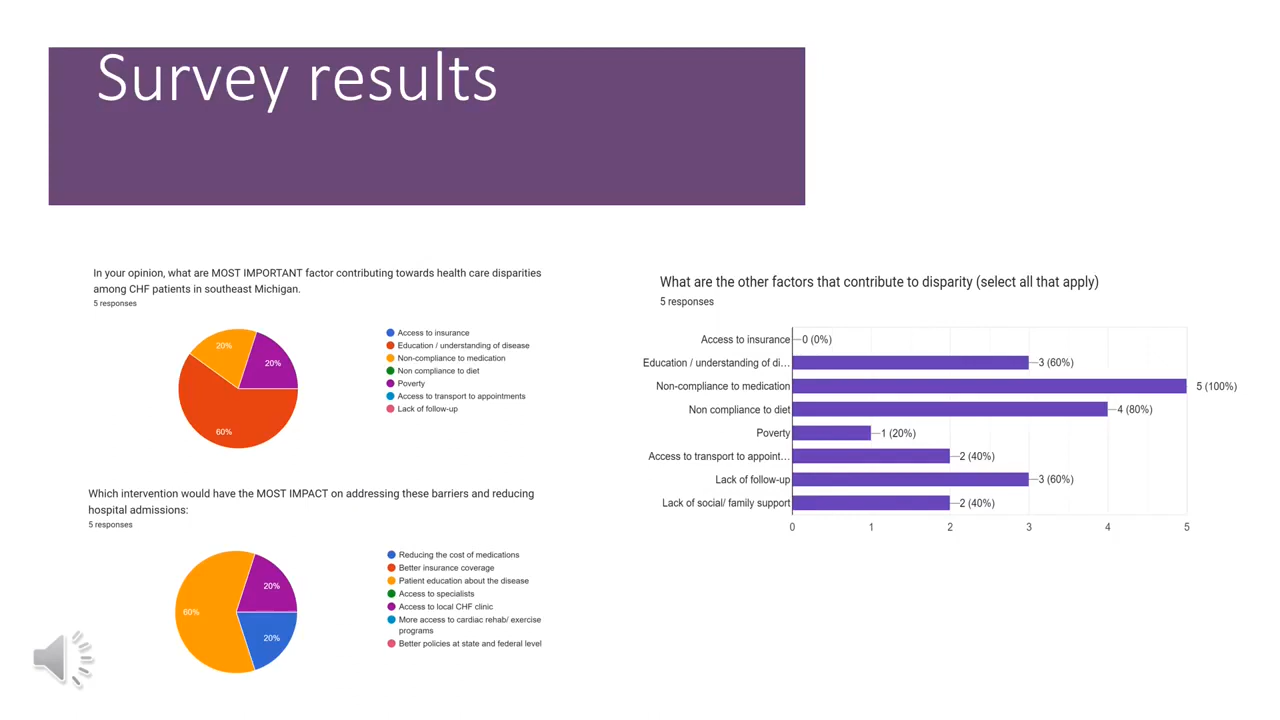 Survey results
In your opinion, what are MOST IMPORTANT factor contributing towards health care disparities
among CHF patients in southeast Michigan.
5 responses
20%
20%
60%
Access to insurance
Education / understanding of disease
Non-compliance to medication
Non compliance to diet
Poverty
Access to transport to appointments
Lack of follow-up
Which intervention would have the MOST IMPACT on addressing these barriers and reducing
hospital admissions:
5 responses
20%
60%
20%
Reducing the cost of medications
Better insurance coverage
Patient education about the disease
Access to specialists
Access to local CHF clinic
More access to cardiac rehab/ exercise
programs
Better policies at state and federal level
What are the other factors that contribute to disparity (select all that apply)
5 responses
Access to insurance 0 (0%)
Education / understanding of di... 3 (60%)
Non-compliance to medication 5 (100%)
Non compliance to diet 4 (80%)
Poverty 1 (20%)
Access to transport to appoint... 2 (40%)
Lack of follow-up 3 (60%)
Lack of social/ family support 2 (40%)
0 1 2 3 4 5